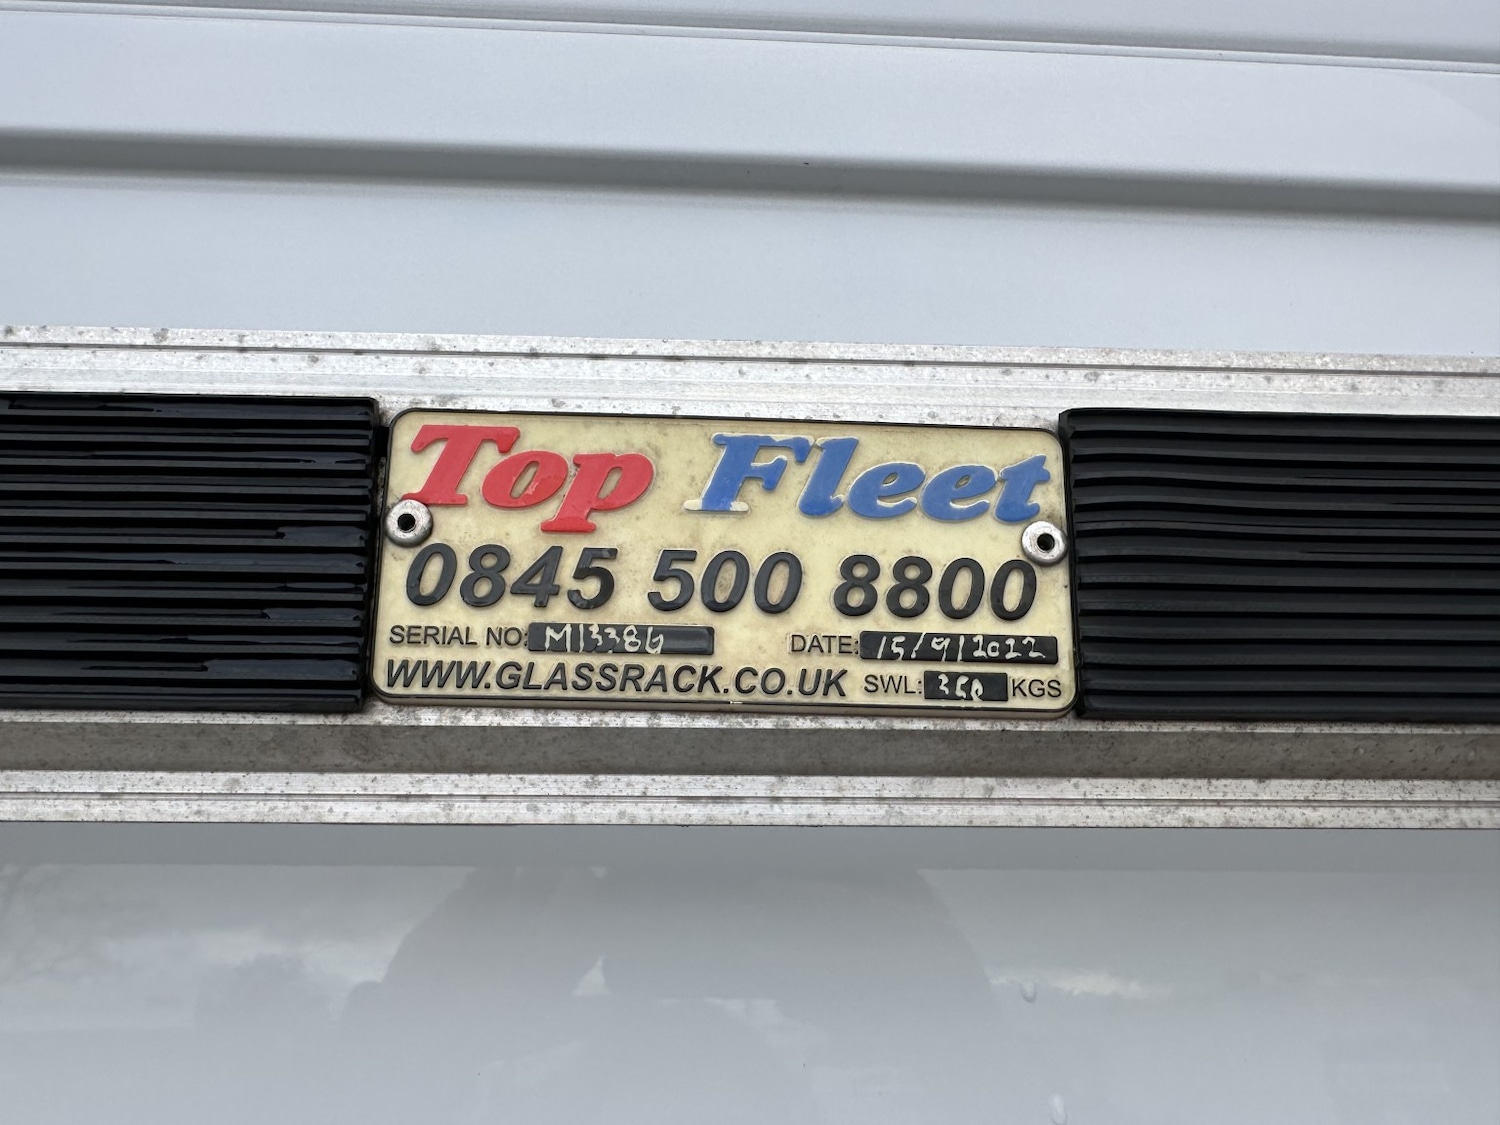 Top Fleet
0845 500 8800
SERIAL NO: M13386 DATE: 15/9/2022
WWW.GLASSRACK.CO.UK SWL: KGS